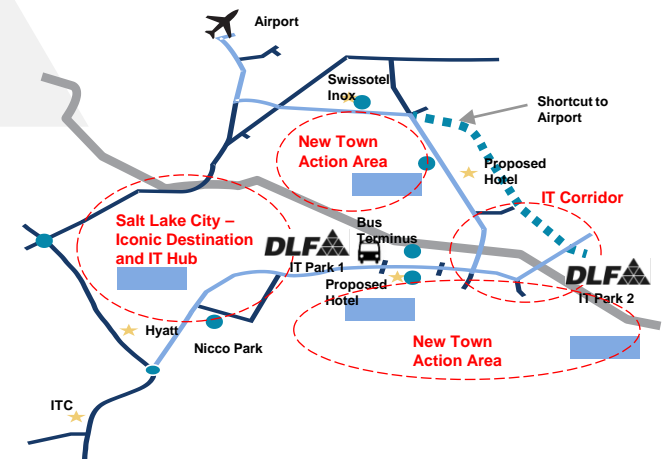 Airport
Swissotel
Inox
Shortcut to
Airport
New Town
Action Area
Proposed
Hotel
IT Corridor
Salt Lake City –
Iconic Destination
and IT Hub
Bus
Terminus
DLF
IT Park 1
Proposed
Hotel
DLF
IT Park 2
Hyatt
Nicco Park
New Town
Action Area
ITC